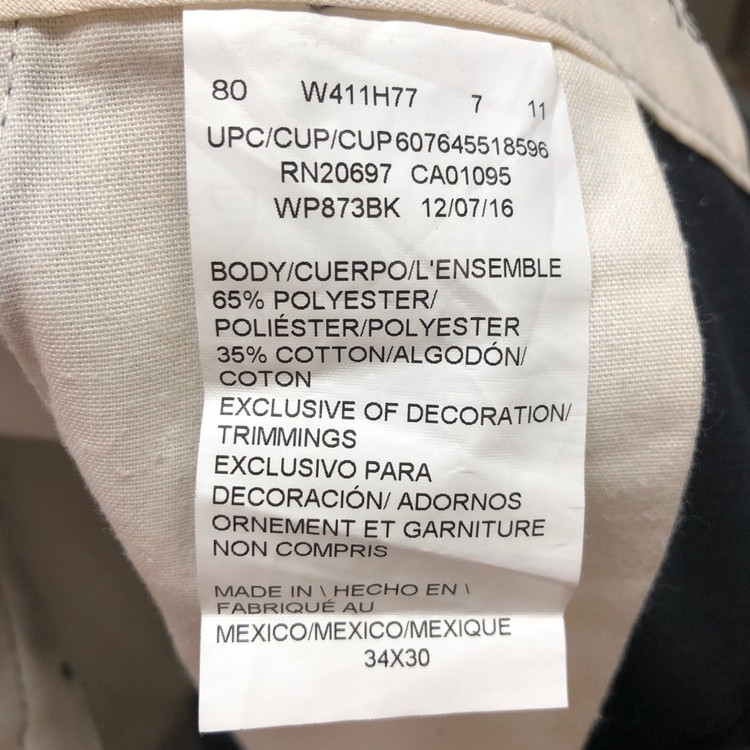 80 W411H77 7 11
UPC/CUP/CUP607645518596
RN20697 CA01095
WP873BK 12/07/16
BODY/CUERPO/L'ENSEMBLE
65% POLYESTER/
POLIÉSTER/POLYESTER
35% COTTON/ALGODÓN/
COTON
EXCLUSIVE OF DECORATION/
TRIMMINGS
EXCLUSIVO PARA
DECORACIÓN/ ADORNOS
ORNEMENT ET GARNITURE
NON COMPRIS
MADE IN \ HECHO EN \
FABRIQUÉ AU
MEXICO/MEXICO/MEXIQUE
34X30